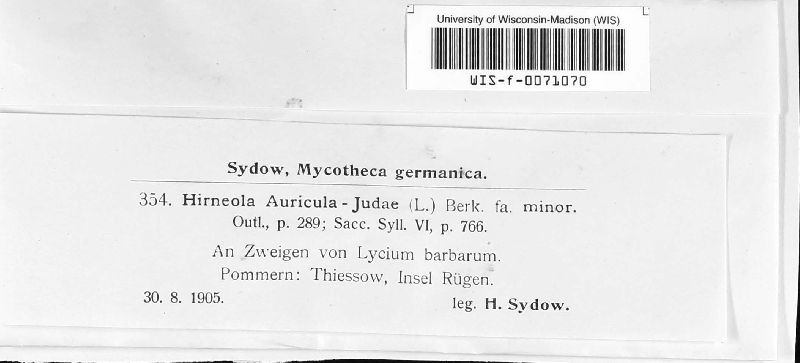 University of Wisconsin-Madison (WIS)
WIS-f-0071070
Sydow, Mycotheca germanica.
354. Hirneola Auricula-Judae (L.) Berk. fa. minor.
Outl., p. 289; Sacc. Syll. VI, p. 766.
An Zweigen von Lycium barbarum.
Pommern: Thiessow, Insel Rügen.
30. 8. 1905. leg. H. Sydow.